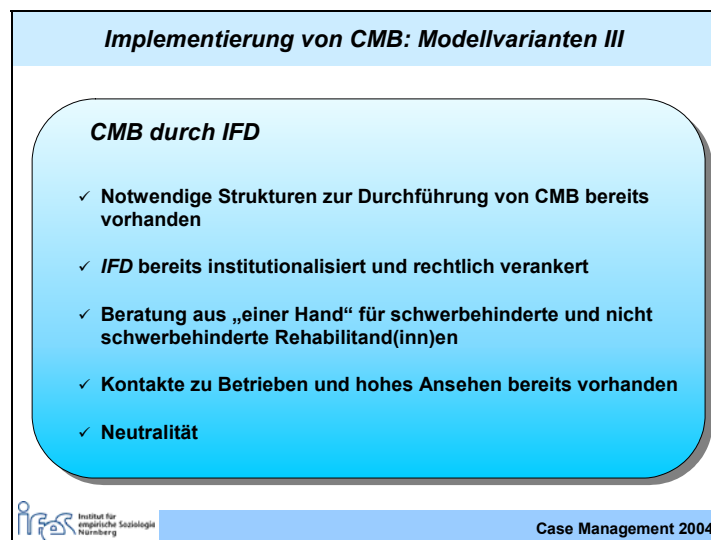 Implementierung von CMB: Modellvarianten III
CMB durch IFD
✓ Notwendige Strukturen zur Durchführung von CMB bereits
vorhanden
✓ IFD bereits institutionalisiert und rechtlich verankert
✓ Beratung aus „einer Hand“ für schwerbehinderte und nicht
schwerbehinderte Rehabilitand(inn)en
✓ Kontakte zu Betrieben und hohes Ansehen bereits vorhanden
✓ Neutralität
ifes Institut für
empirische Soziologie
Nürnberg
Case Management 2004